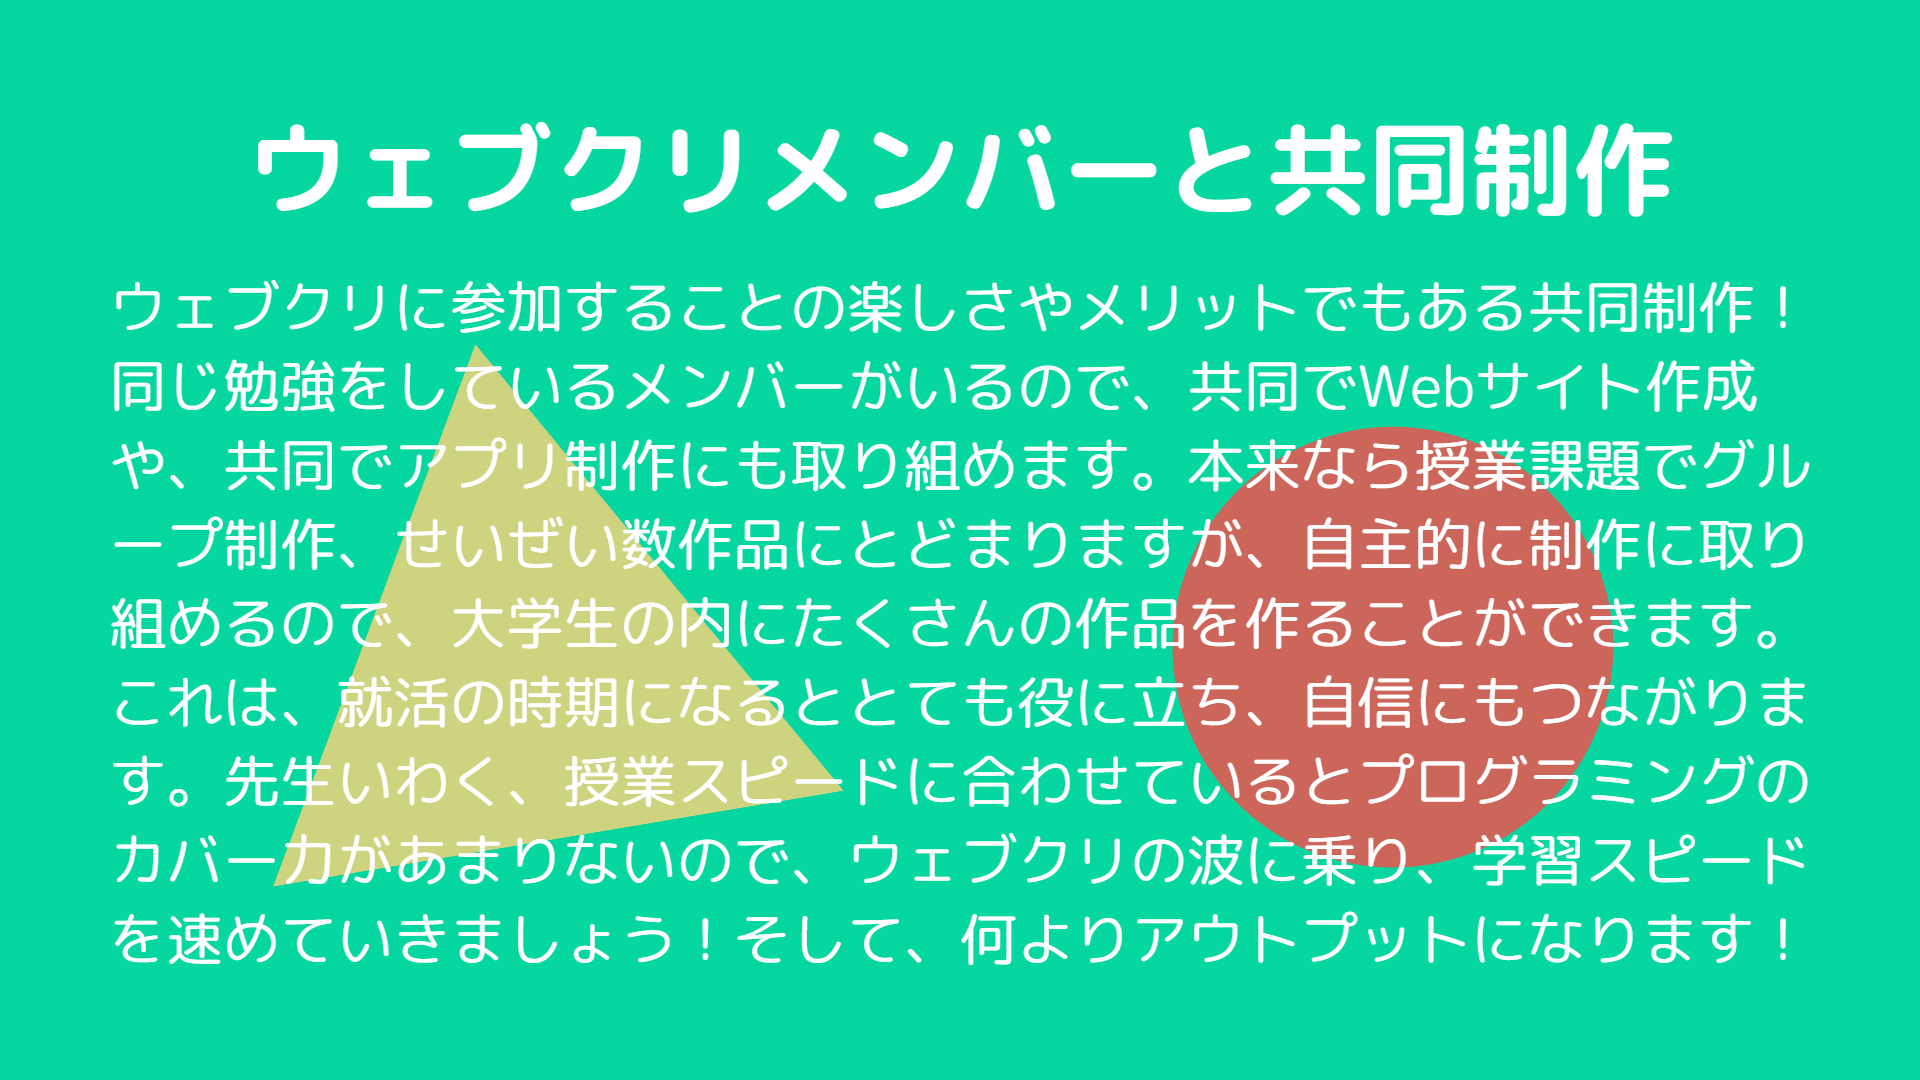 ウェブクリメンバーと共同制作
ウェブクリに参加することの楽しさやメリットでもある共同制作！
同じ勉強をしているメンバーがいるので、共同でWebサイト作成
や、共同でアプリ制作にも取り組めます。本来なら授業課題でグル
ープ制作、せいぜい数作品にとどまりますが、自主的に制作に取り
組めるので、大学生の内にたくさんの作品を作ることができます。
これは、就活の時期になるととても役に立ち、自信にもつながりま
す。先生いわく、授業スピードに合わせているとプログラミングの
カバー力があまりないので、ウェブクリの波に乗り、学習スピード
を速めていきましょう！そして、何よりアウトプットになります！